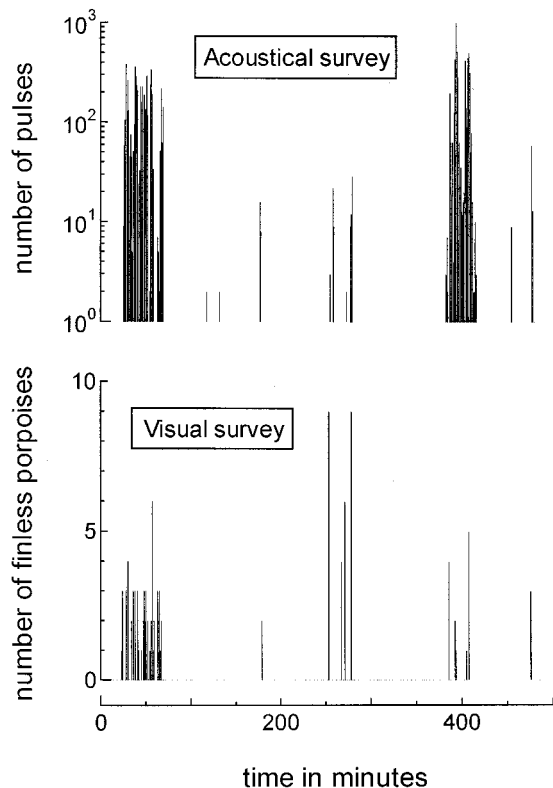 10³
10²
10¹
10⁰
number of pulses
Acoustical survey
10
5
0
number of finless porpoises
Visual survey
0
200
400
time in minutes